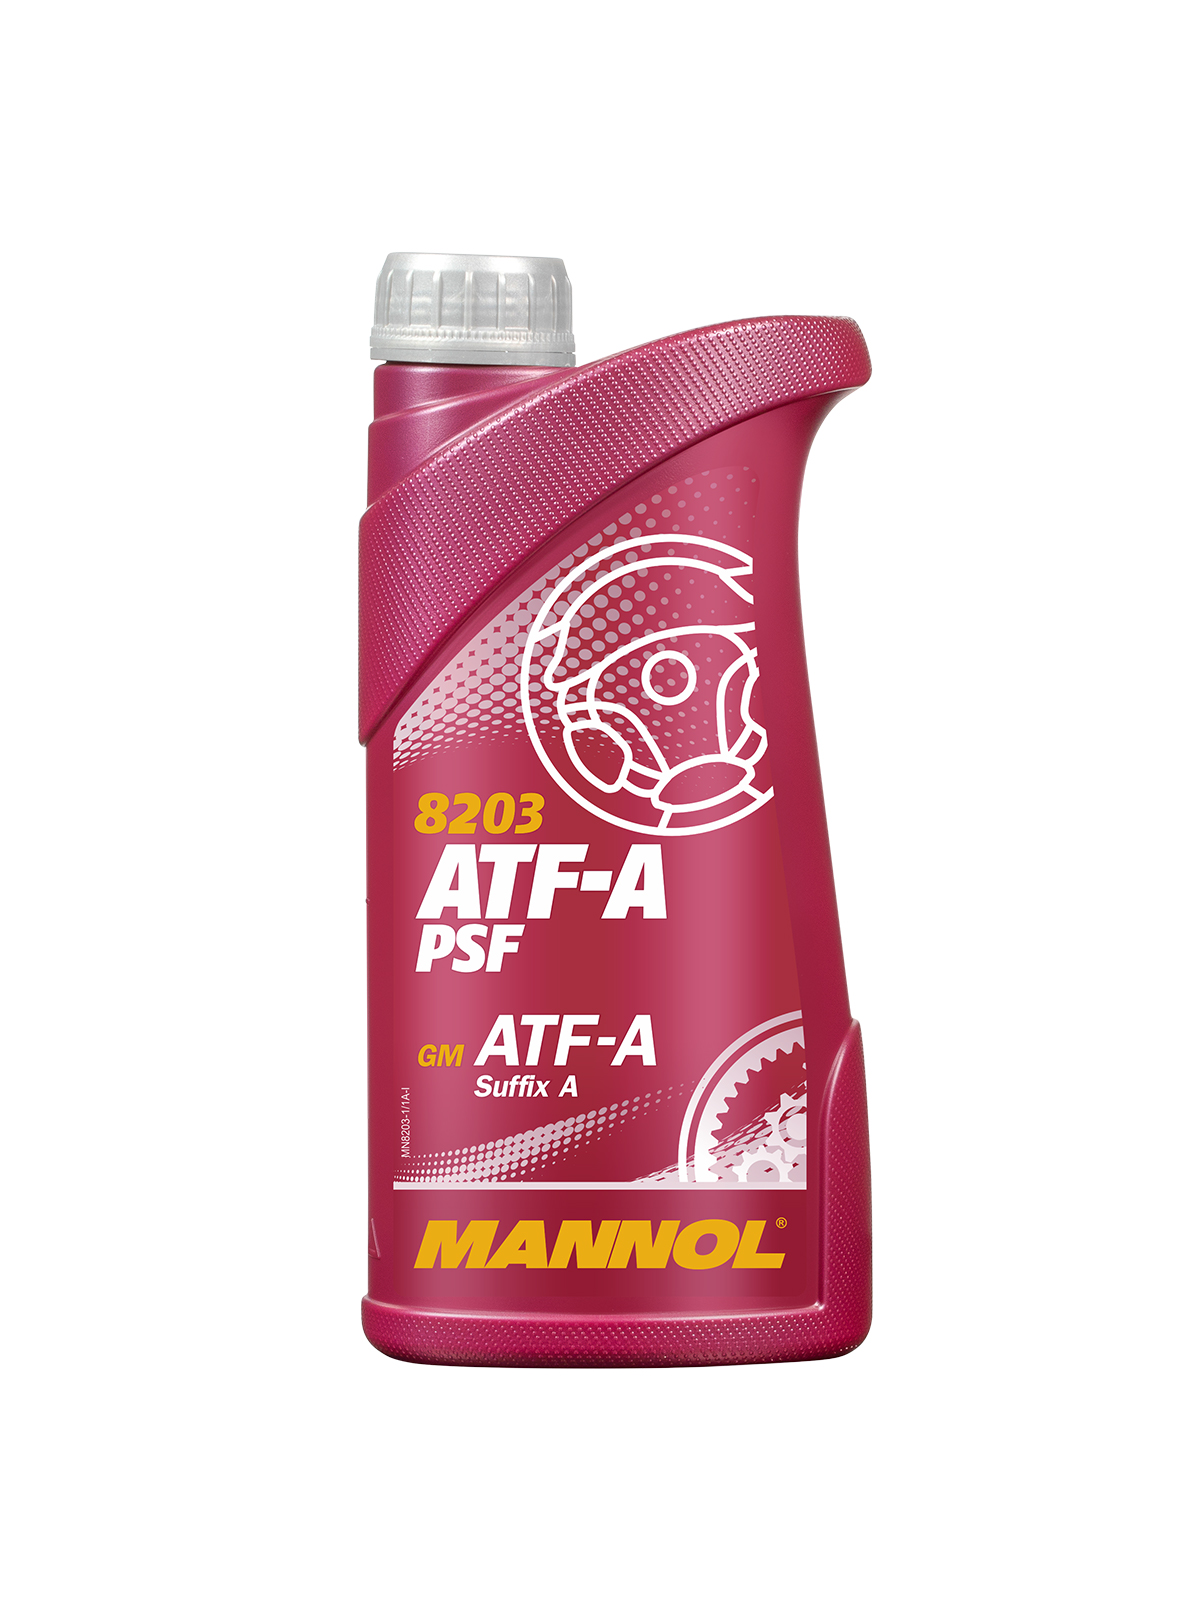 8203
ATF-A
PSF
GM ATF-A
Suffix A
MN8203-1/1A-I
MANNOL®